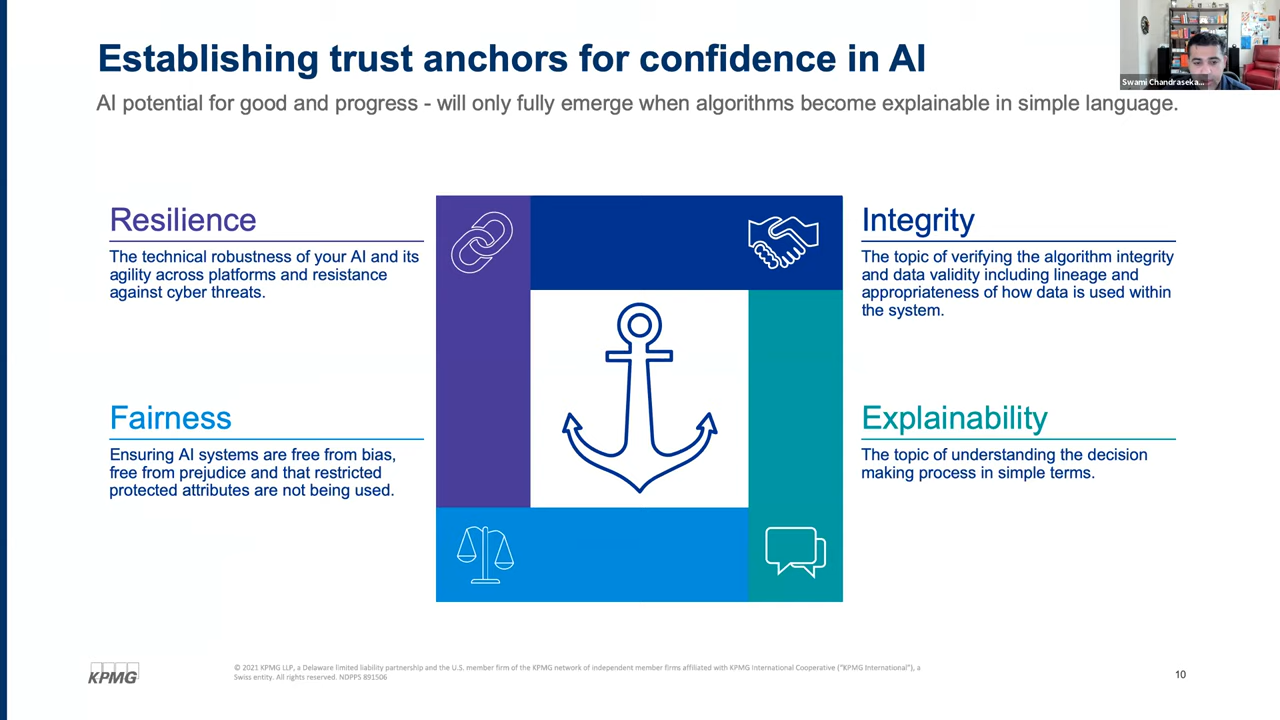 Establishing trust anchors for confidence in AI
AI potential for good and progress - will only fully emerge when algorithms become explainable in simple language.
Swami Chandraseka...
Resilience
The technical robustness of your AI and its
agility across platforms and resistance
against cyber threats.
Integrity
The topic of verifying the algorithm integrity
and data validity including lineage and
appropriateness of how data is used within
the system.
Fairness
Ensuring AI systems are free from bias,
free from prejudice and that restricted
protected attributes are not being used.
Explainability
The topic of understanding the decision
making process in simple terms.
KPMG
© 2021 KPMG LLP, a Delaware limited liability partnership and the U.S. member firm of the KPMG network of independent member firms affiliated with KPMG International Cooperative ("KPMG International"), a
Swiss entity. All rights reserved. NDPPS 891506
10